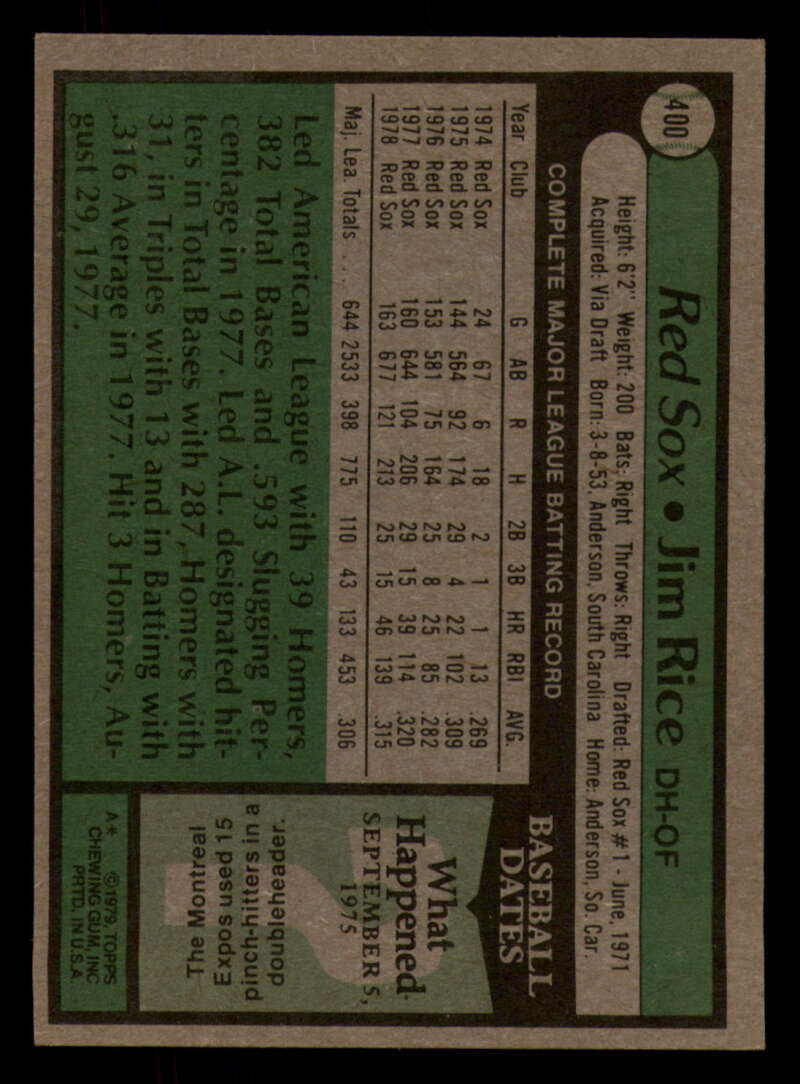 400
Red Sox • Jim Rice DH-OF
Height: 6'2" Weight: 200 Bats: Right Throws: Right Drafted: Red Sox #1 - June, 1971
Acquired: Via Draft Born: 3-8-53, Anderson, South Carolina Home: Anderson, So. Car.
COMPLETE MAJOR LEAGUE BATTING RECORD
Year Club G AB R H 2B 3B HR RBI AVG.
1974 Red Sox 24 67 6 18 2 1 1 13 .269
1975 Red Sox 144 564 92 174 29 4 22 102 .309
1976 Red Sox 153 581 75 164 25 8 25 85 .282
1977 Red Sox 160 644 104 206 29 15 39 114 .320
1978 Red Sox 163 677 121 213 25 15 46 139 .315
Maj. Lea. Totals . . . . 644 2533 398 775 110 43 133 453 .306
Led American League with 39 Homers,
382 Total Bases and .593 Slugging Per-
centage in 1977. Led A.L. designated hit-
ters in Total Bases with 287, Homers with
31, in Triples with 13 and in Batting with
.316 Average in 1977. Hit 3 Homers, Au-
gust 29, 1977.
BASEBALL
DATES
What
Happened
SEPTEMBER 5,
1975
The Montreal
Expos used 15
pinch-hitters in a
doubleheader.
A* ©1979, TOPPS
CHEWING GUM, INC
PRTD. IN U.S.A.